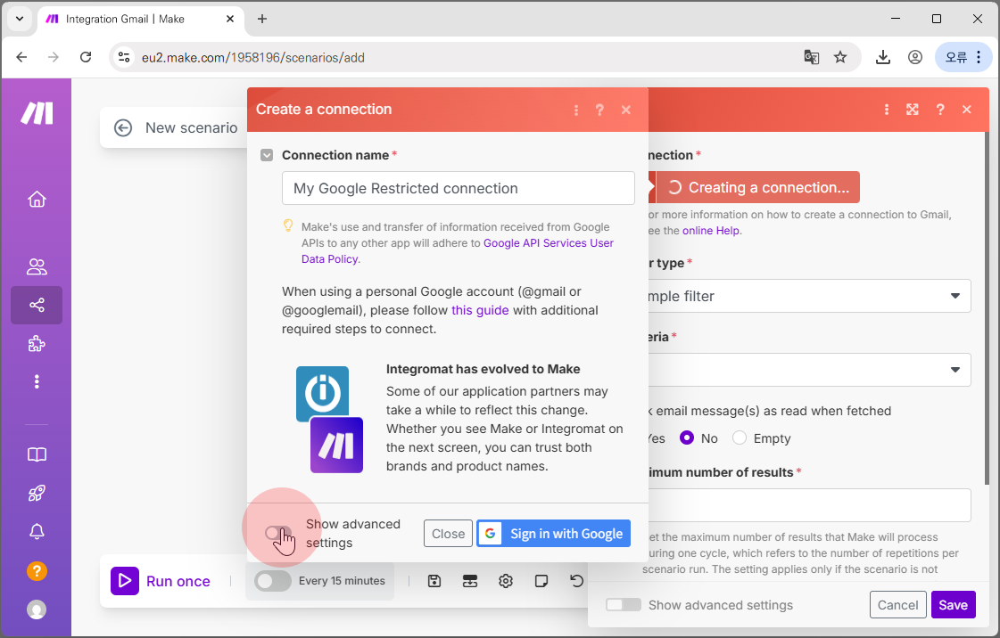 Integration Gmail | Make
eu2.make.com/1958196/scenarios/add
오류
New scenario
Create a connection
Connection name *
My Google Restricted connection
Make's use and transfer of information received from Google
APIs to any other app will adhere to Google API Services User
Data Policy.
When using a personal Google account (@gmail or
@googlemail), please follow this guide with additional
required steps to connect.
Integromat has evolved to Make
Some of our application partners may
take a while to reflect this change.
Whether you see Make or Integromat on
the next screen, you can trust both
brands and product names.
Show advanced
settings
Close
Sign in with Google
nection *
Creating a connection...
or more information on how to create a connection to Gmail,
ee the online Help.
r type *
mple filter
eria *
k email message(s) as read when fetched
Yes
No
Empty
imum number of results *
et the maximum number of results that Make will process
uring one cycle, which refers to the number of repetitions per
scenario run. The setting applies only if the scenario is not
Show advanced settings
Cancel
Save
Run once
Every 15 minutes